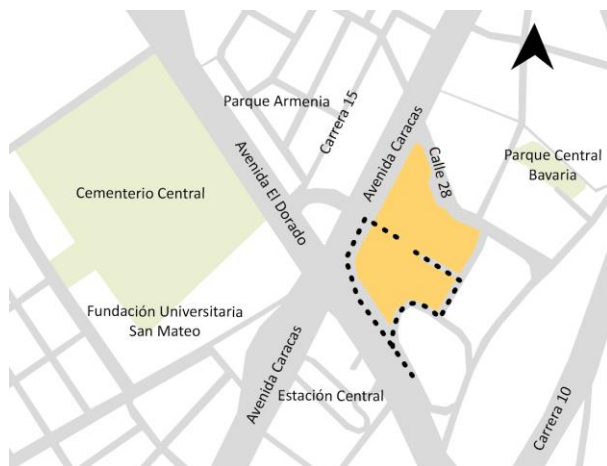 Parque Armenia
Carrera 15
Avenida Caracas
Calle 28
Parque Central
Bavaria
Avenida El Dorado
Cementerio Central
Fundación Universitaria
San Mateo
Avenida Caracas
Estación Central
Carrera 10